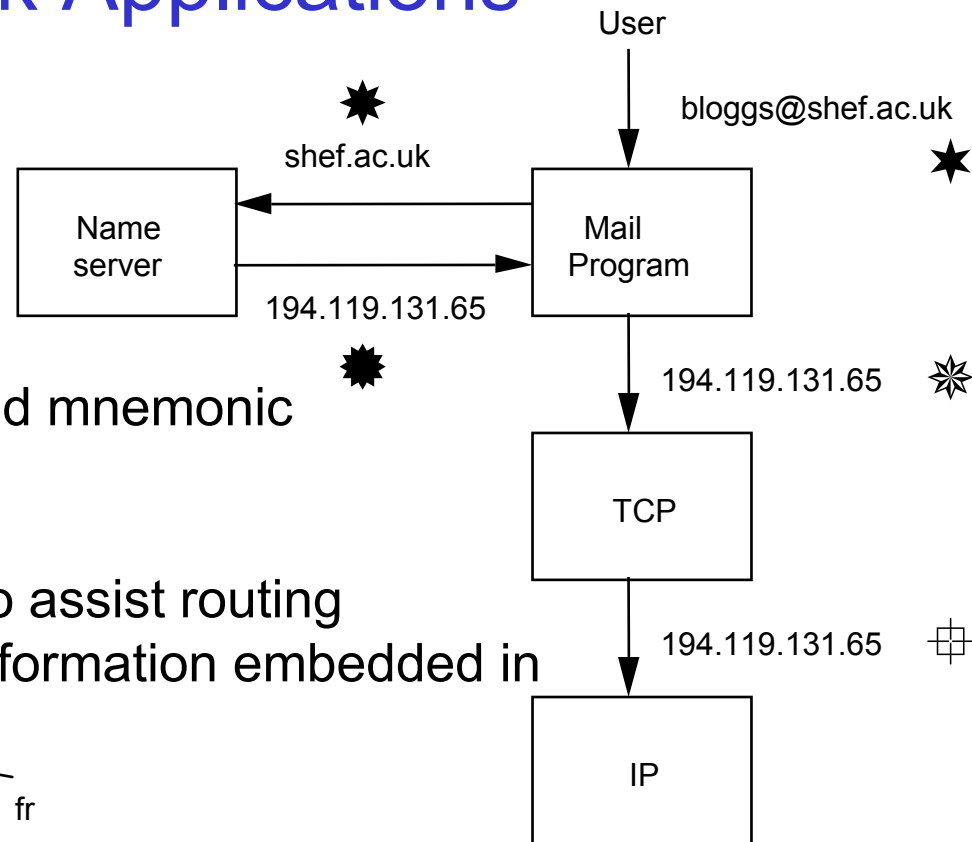 k Applications
User
bloggs@shef.ac.uk
shef.ac.uk
Name
server
Mail
Program
194.119.131.65
194.119.131.65
d mnemonic
TCP
o assist routing
formation embedded in
194.119.131.65
IP
fr